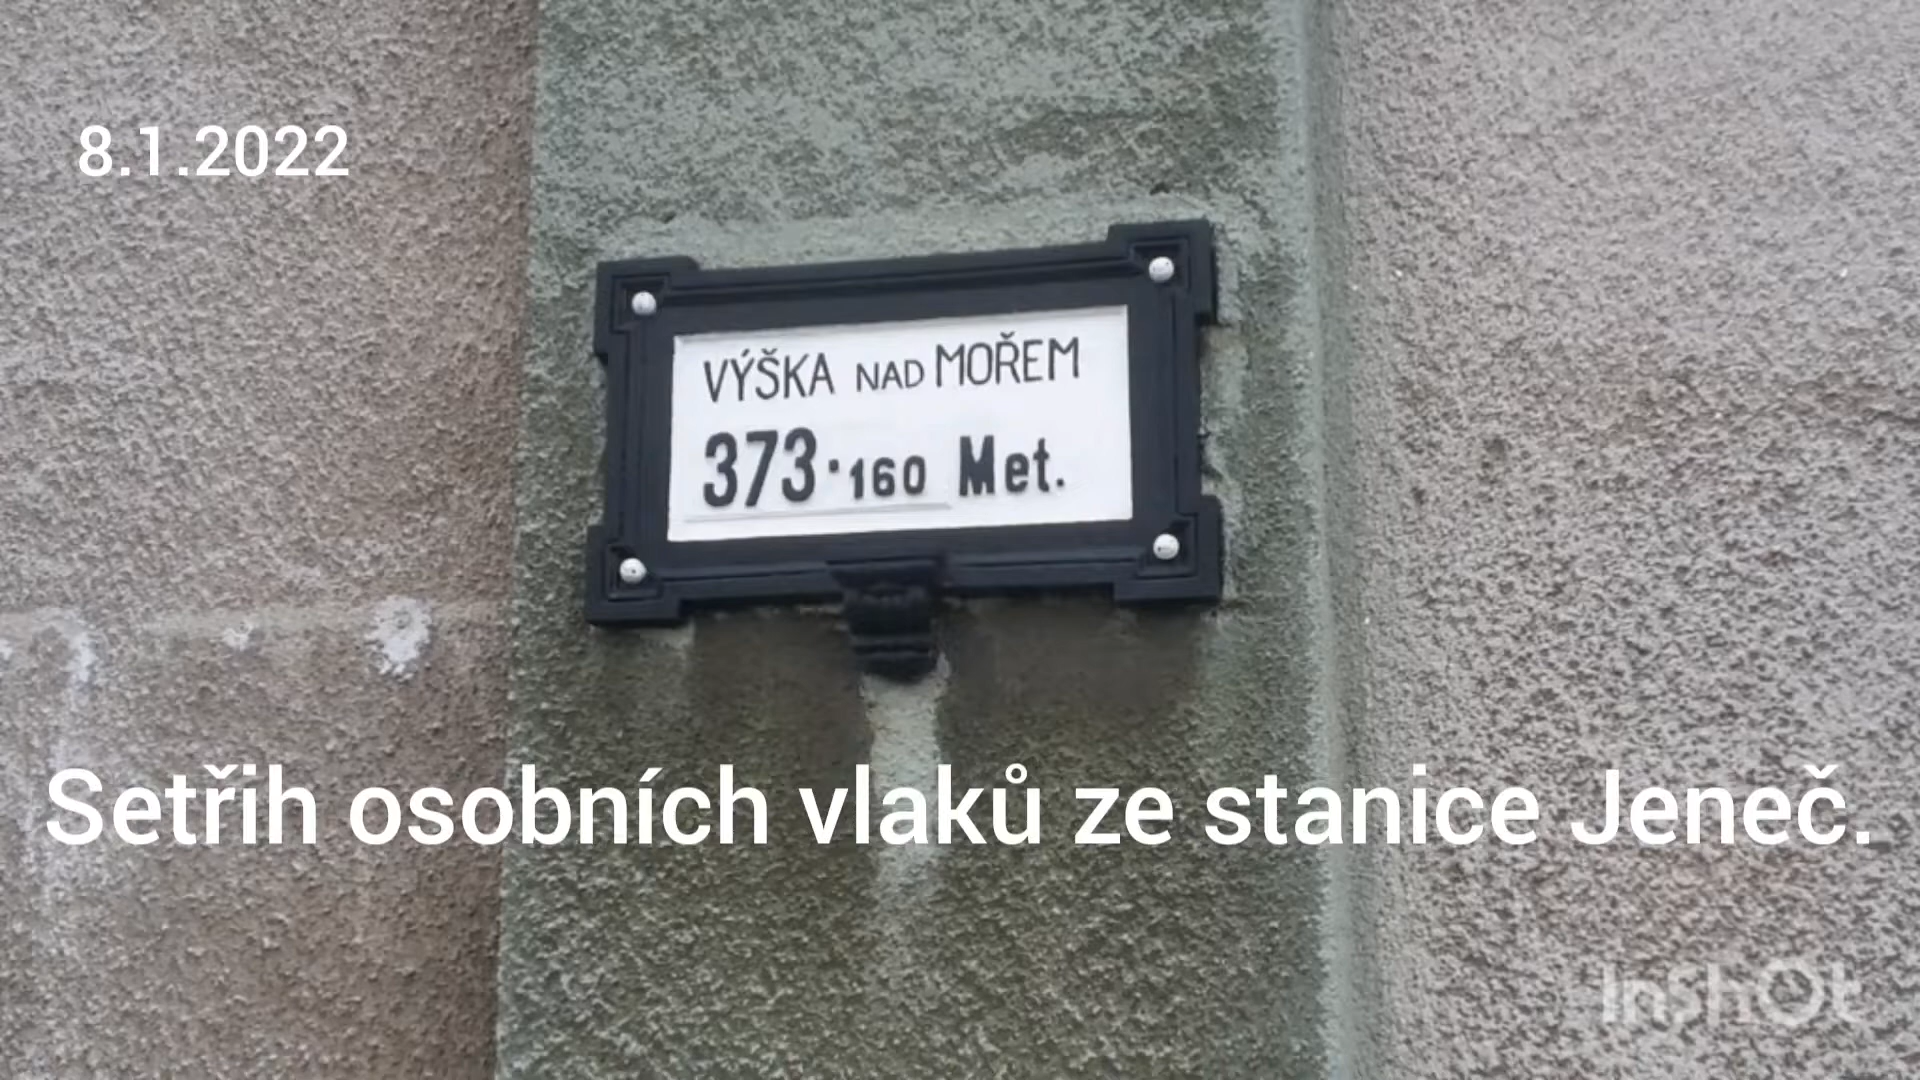 8.1.2022
VÝŠKA NAD MOŘEM
373·160 Met.
Setřih osobních vlaků ze stanice Jeneč.
InShOt